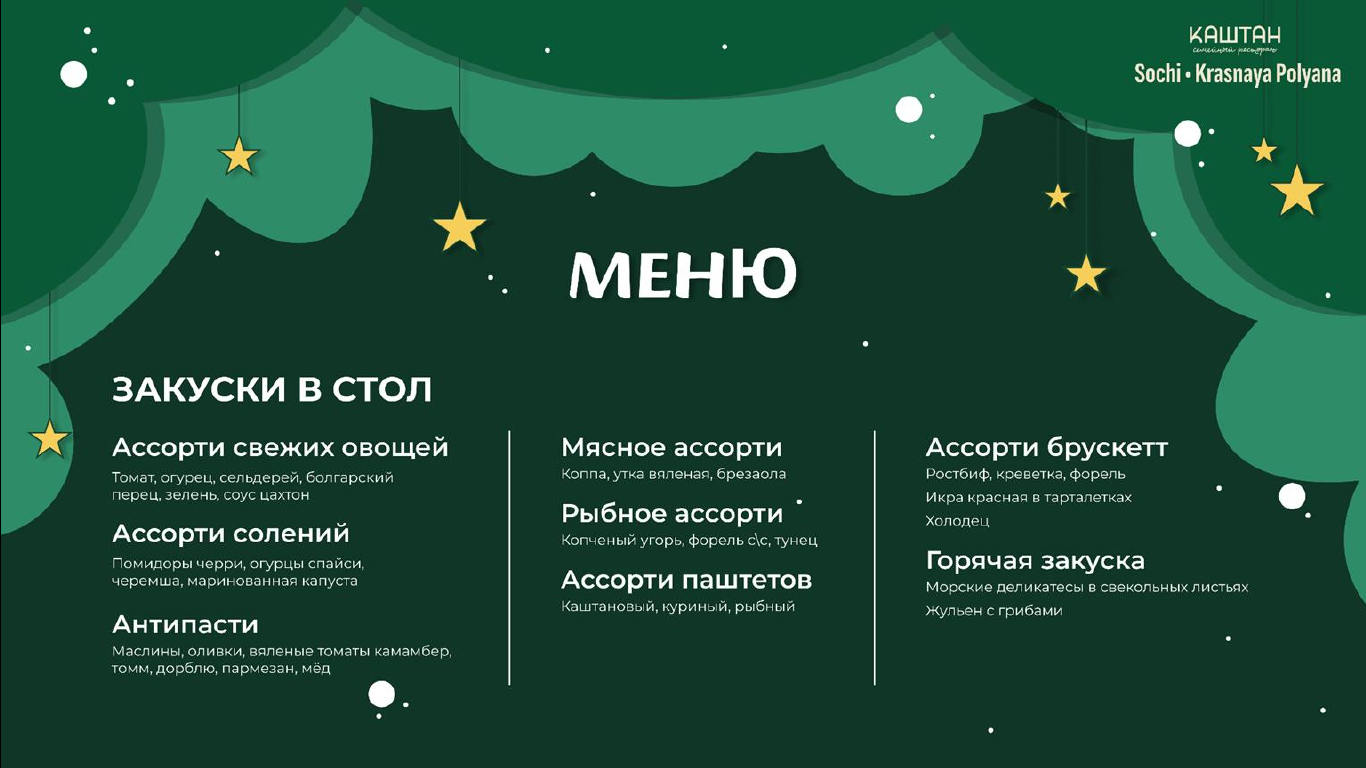 КАШТАН
семейный ресторан
Sochi • Krasnaya Polyana
МЕНЮ
ЗАКУСКИ В СТОЛ
Ассорти свежих овощей
Томат, огурец, сельдерей, болгарский
перец, зелень, соус цахтон
Ассорти солений
Помидоры черри, огурцы спайси,
черемша, маринованная капуста
Антипасти
Маслины, оливки, вяленые томаты камамбер,
томм, дорблю, пармезан, мёд
Мясное ассорти
Коппа, утка вяленая, брезаола
Рыбное ассорти
Копченый угорь, форель с\с, тунец
Ассорти паштетов
Каштановый, куриный, рыбный
Ассорти брускетт
Ростбиф, креветка, форель
Икра красная в тарталетках
Холодец
Горячая закуска
Морские деликатесы в свекольных листьях
Жульен с грибами